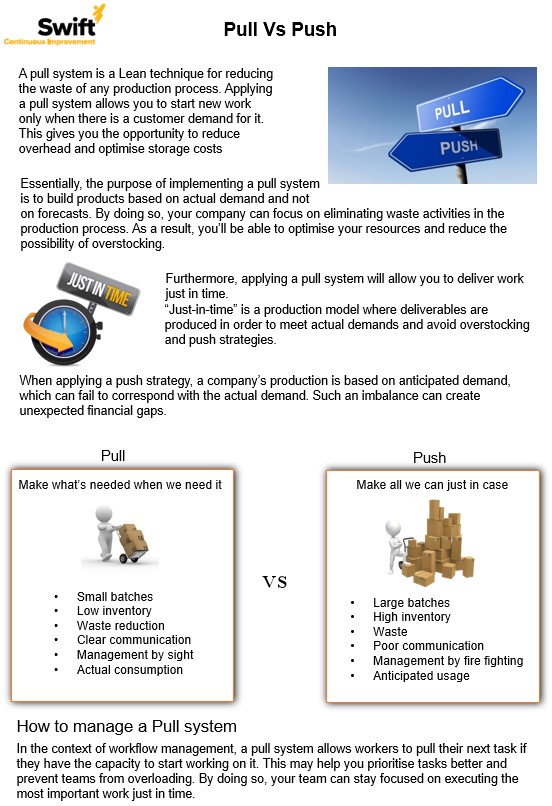 Swift
Continuous Improvement
Pull Vs Push
A pull system is a Lean technique for reducing
the waste of any production process. Applying
a pull system allows you to start new work
only when there is a customer demand for it.
This gives you the opportunity to reduce
overhead and optimise storage costs
PULL
PUSH
Essentially, the purpose of implementing a pull system
is to build products based on actual demand and not
on forecasts. By doing so, your company can focus on eliminating waste activities in the
production process. As a result, you'll be able to optimise your resources and reduce the
possibility of overstocking.
JUST IN TIME
Furthermore, applying a pull system will allow you to deliver work
just in time.
“Just-in-time” is a production model where deliverables are
produced in order to meet actual demands and avoid overstocking
and push strategies.
When applying a push strategy, a company's production is based on anticipated demand,
which can fail to correspond with the actual demand. Such an imbalance can create
unexpected financial gaps.
Pull
Make what's needed when we need it
• Small batches
• Low inventory
• Waste reduction
• Clear communication
• Management by sight
• Actual consumption
VS
Push
Make all we can just in case
• Large batches
• High inventory
• Waste
• Poor communication
• Management by fire fighting
• Anticipated usage
How to manage a Pull system
In the context of workflow management, a pull system allows workers to pull their next task if
they have the capacity to start working on it. This may help you prioritise tasks better and
prevent teams from overloading. By doing so, your team can stay focused on executing the
most important work just in time.